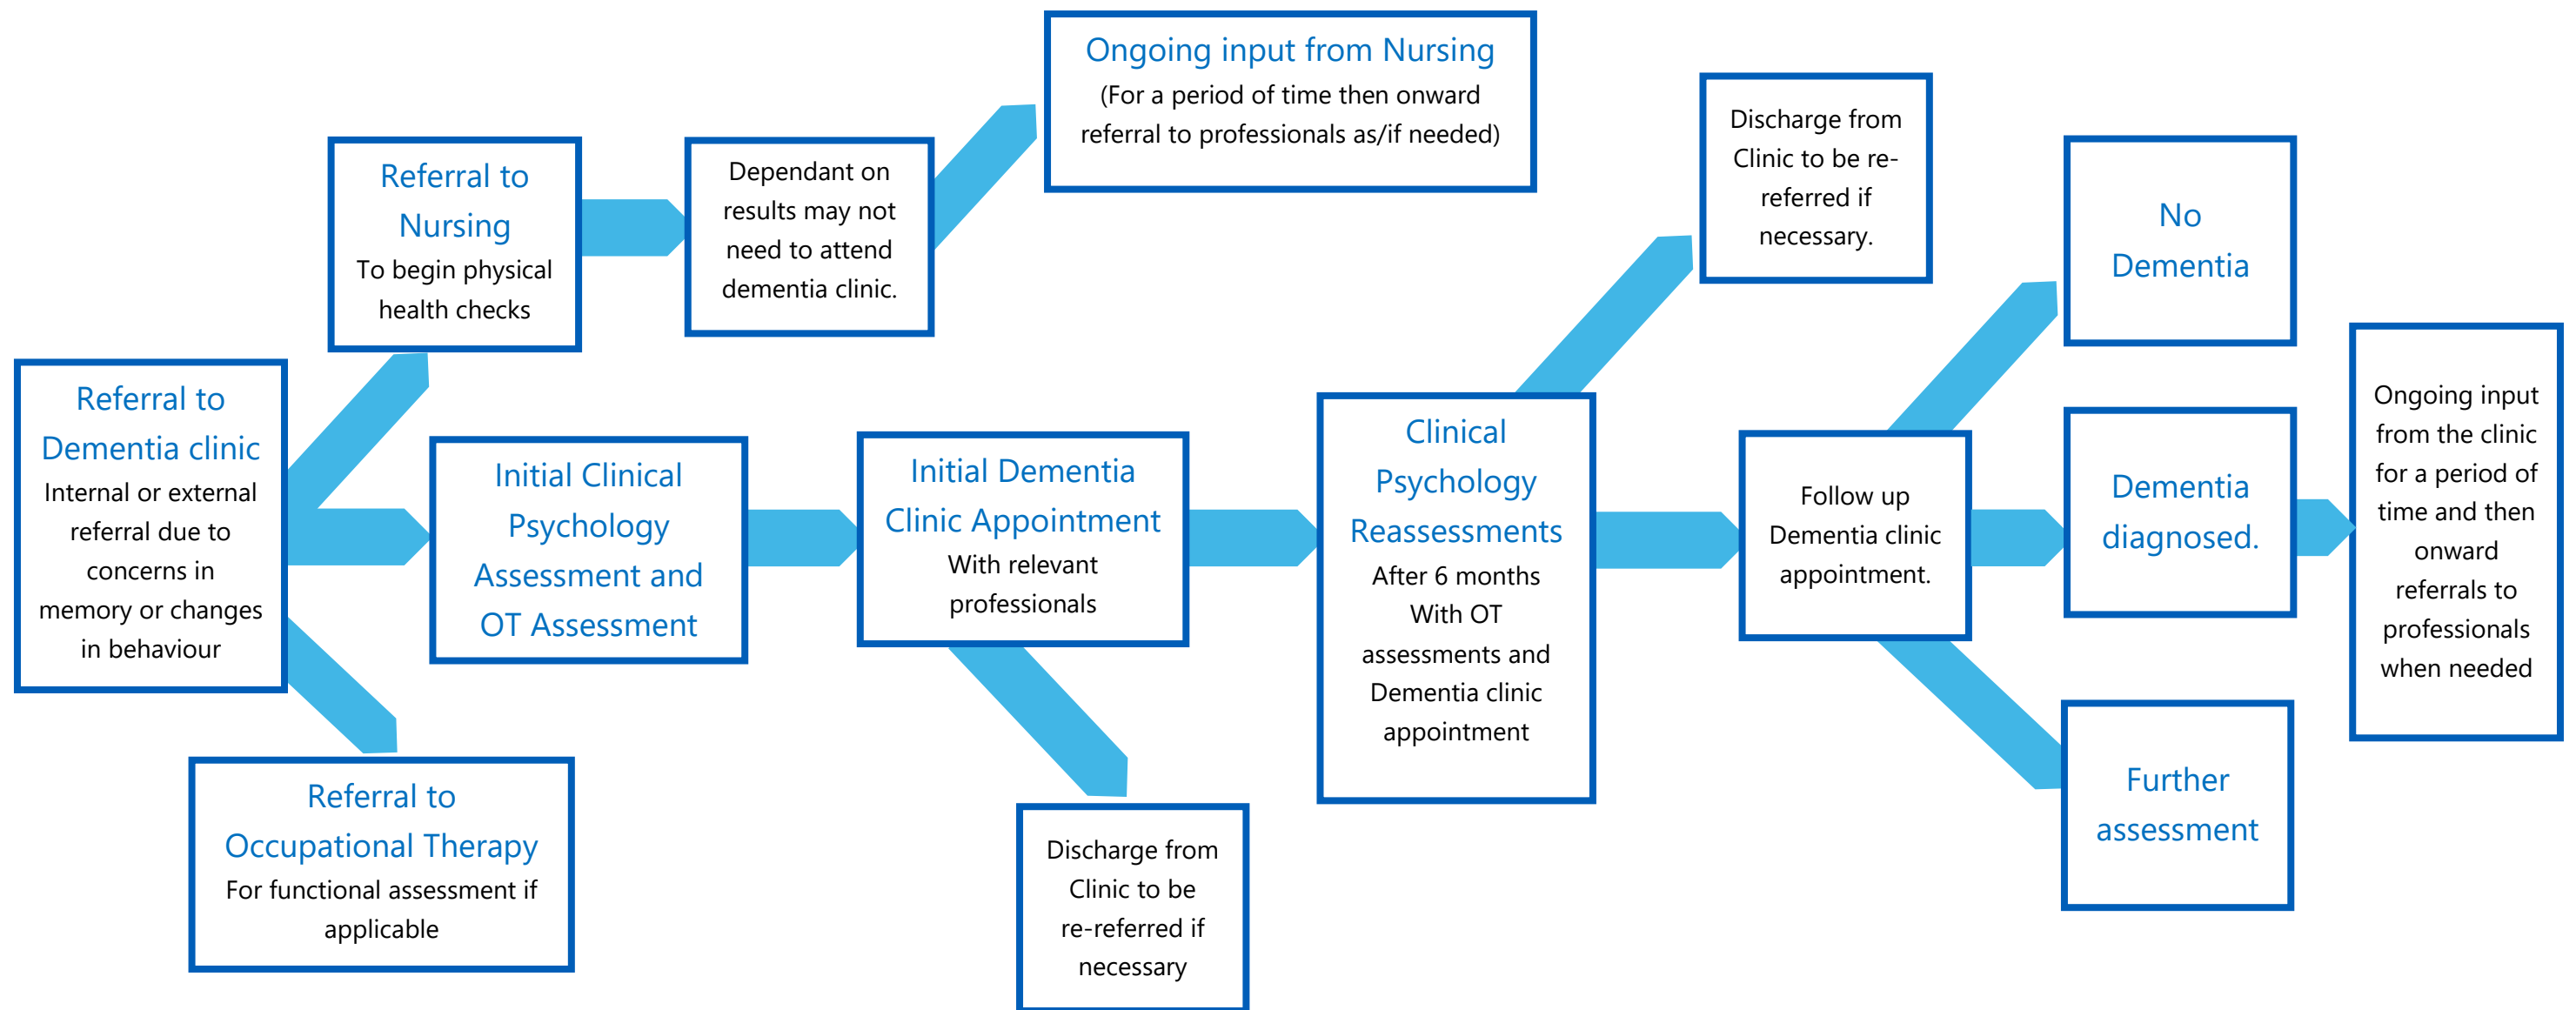 Referral to
Dementia clinic
Internal or external
referral due to
concerns in
memory or changes
in behaviour
Referral to
Nursing
To begin physical
health checks
Dependant on
results may not
need to attend
dementia clinic.
Ongoing input from Nursing
(For a period of time then onward
referral to professionals as/if needed)
Initial Clinical
Psychology
Assessment and
OT Assessment
Referral to
Occupational Therapy
For functional assessment if
applicable
Initial Dementia
Clinic Appointment
With relevant
professionals
Discharge from
Clinic to be
re-referred if
necessary
Clinical
Psychology
Reassessments
After 6 months
With OT
assessments and
Dementia clinic
appointment
Discharge from
Clinic to be re-
referred if
necessary.
Follow up
Dementia clinic
appointment.
No
Dementia
Dementia
diagnosed.
Further
assessment
Ongoing input
from the clinic
for a period of
time and then
onward
referrals to
professionals
when needed